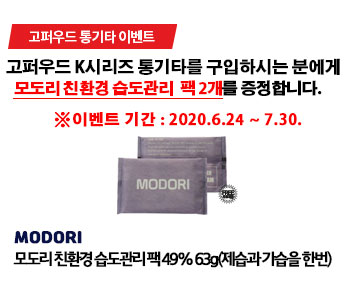 고퍼우드 통기타 이벤트
고퍼우드 K시리즈 통기타를 구입하시는 분에게
모도리 친환경 습도관리 팩 2개를 증정합니다.
※이벤트 기간 : 2020.6.24 ~ 7.30.
MODORI
MODORI
모도리 친환경 습도관리 팩 49% 63g(제습과 가습을 한번)